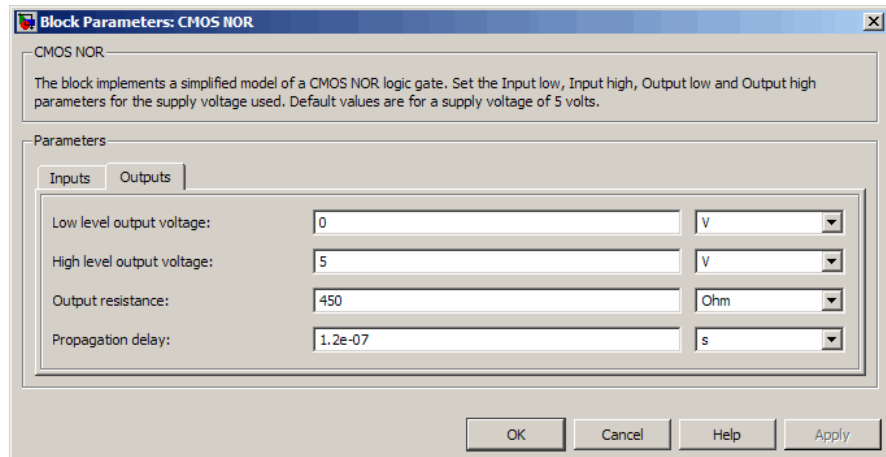 Block Parameters: CMOS NOR
CMOS NOR
The block implements a simplified model of a CMOS NOR logic gate. Set the Input low, Input high, Output low and Output high
parameters for the supply voltage used. Default values are for a supply voltage of 5 volts.
Parameters
Inputs Outputs
Low level output voltage: 0 V
High level output voltage: 5 V
Output resistance: 450 Ohm
Propagation delay: 1.2e-07 s
OK Cancel Help Apply